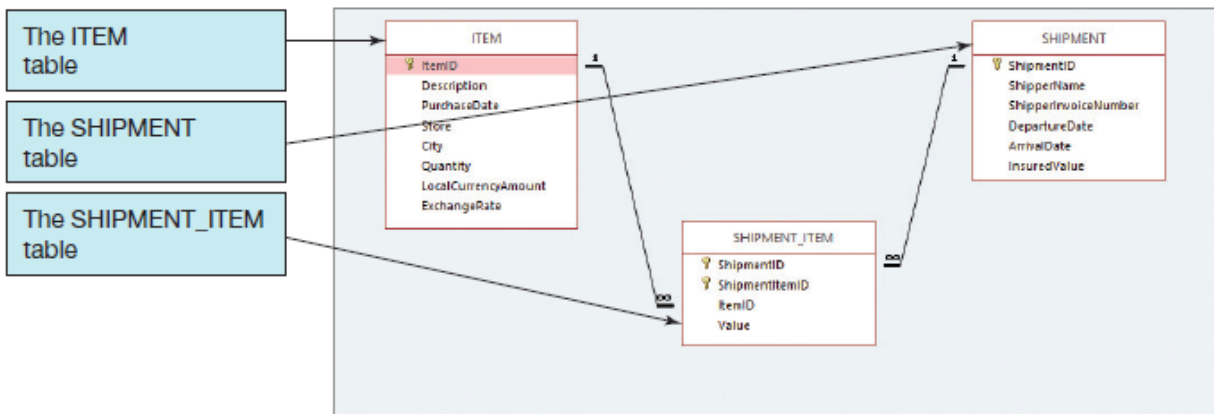 The ITEM
table
The SHIPMENT
table
The SHIPMENT_ITEM
table
ITEM
ItemID
Description
PurchaseDate
Store
City
Quantity
LocalCurrencyAmount
ExchangeRate
1
∞
SHIPMENT_ITEM
ShipmentID
ShipmentItemID
ItemID
Value
1
∞
SHIPMENT
ShipmentID
ShipperName
ShipperInvoiceNumber
DepartureDate
ArrivalDate
InsuredValue